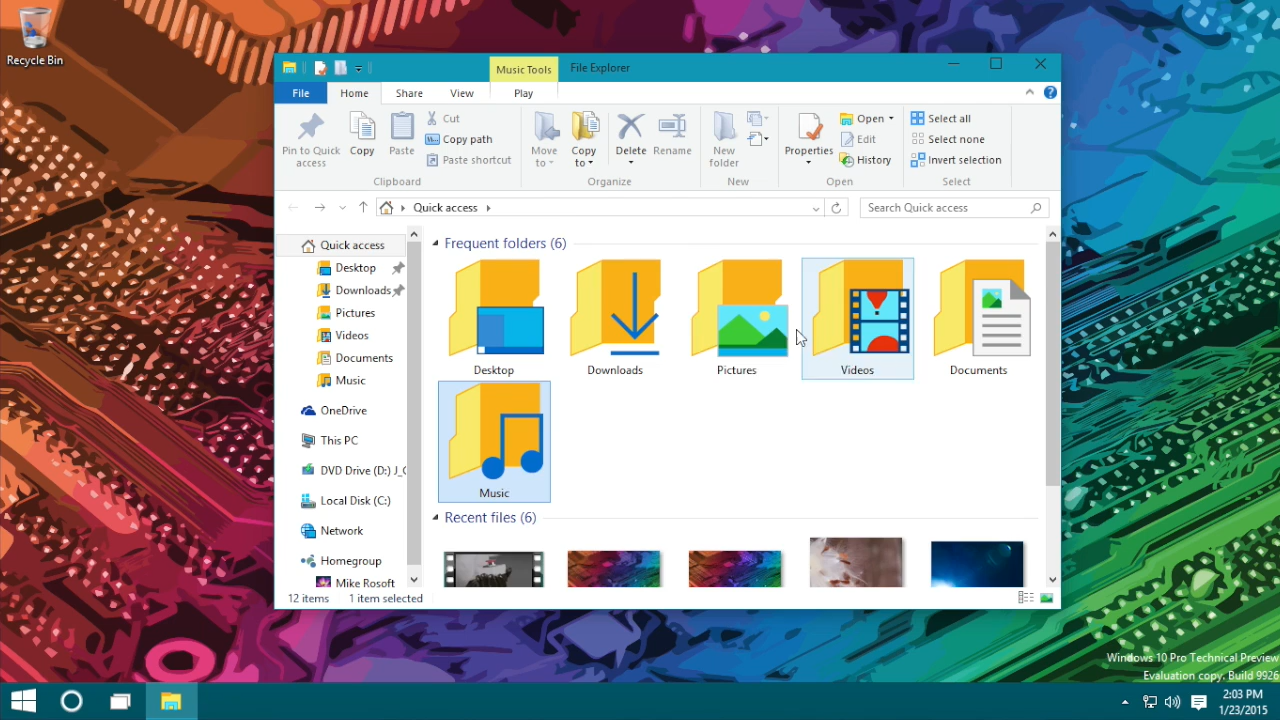 Recycle Bin
Music Tools
File Explorer
File
Home
Share
View
Play
Pin to Quick
access
Copy
Paste
Cut
Copy path
Paste shortcut
Clipboard
Move
to
Copy
to
Delete
Rename
Organize
New
folder
New
Properties
Open
Edit
History
Open
Select all
Select none
Invert selection
Select
Quick access
Search Quick access
Quick access
Desktop
Downloads
Pictures
Videos
Documents
Music
OneDrive
This PC
DVD Drive (D:) J_C
Local Disk (C:)
Network
Homegroup
Mike Rosoft
Frequent folders (6)
Desktop
Downloads
Pictures
Videos
Documents
Music
Recent files (6)
12 items
1 item selected
Windows 10 Pro Technical Preview
Evaluation copy. Build 9926
2:03 PM
1/23/2015